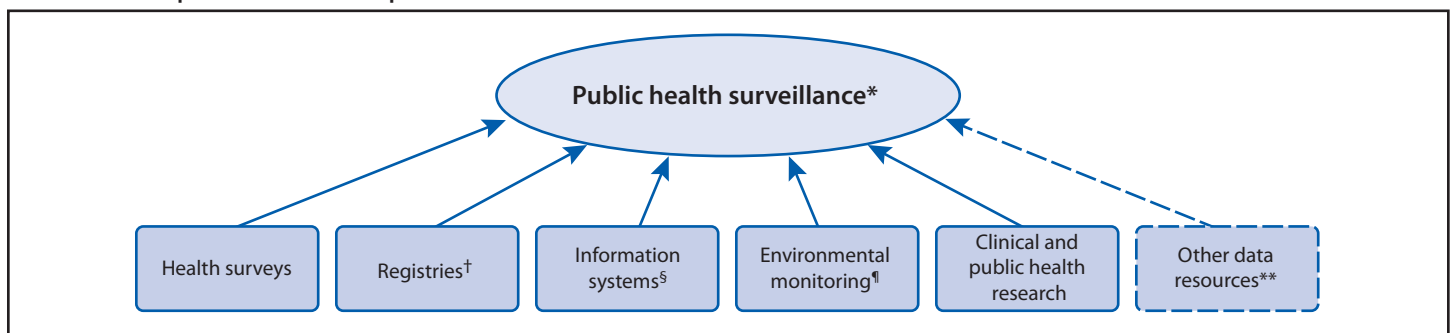 Public health surveillance*
Health surveys
Registries†
Information
systems§
Environmental
monitoring¶
Clinical and
public health
research
Other data
resources**